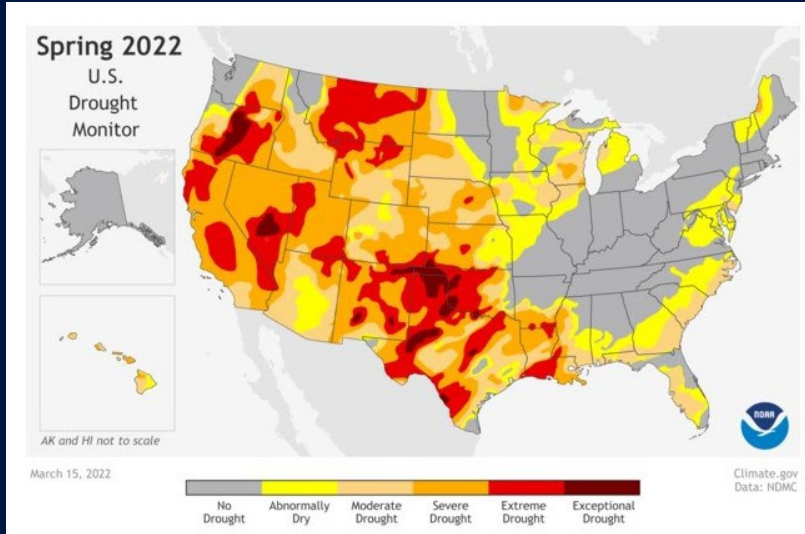 Spring 2022
U.S.
Drought
Monitor
AK and HI not to scale
NOAA
March 15, 2022
Climate.gov
Data: NDMC
No
Drought
Abnormally
Dry
Moderate
Drought
Severe
Drought
Extreme
Drought
Exceptional
Drought